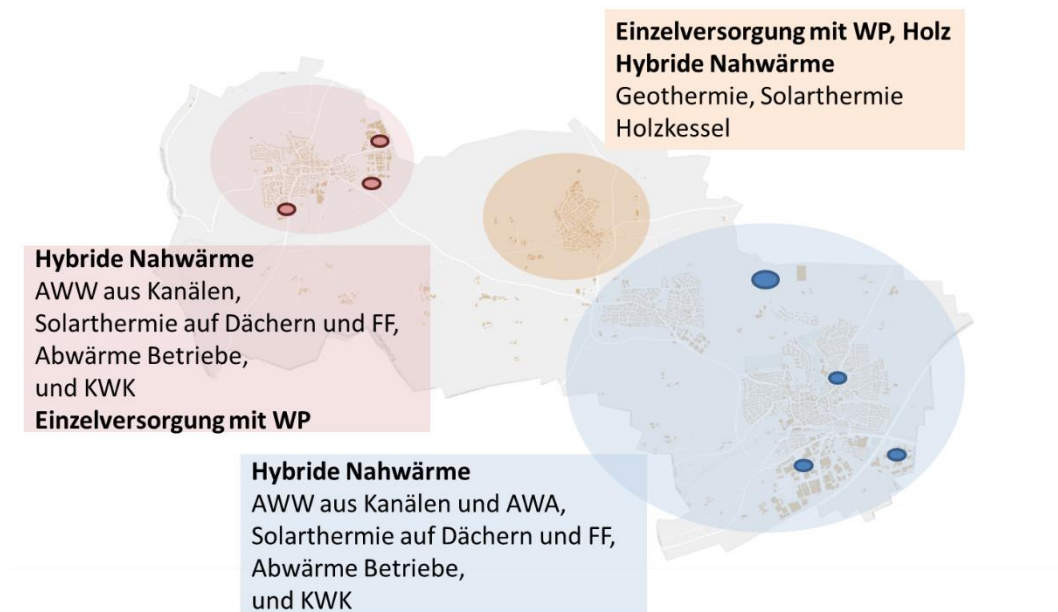 Einzelversorgung mit WP, Holz
Hybride Nahwärme
Geothermie, Solarthermie
Holzkessel
Hybride Nahwärme
AWW aus Kanälen,
Solarthermie auf Dächern und FF,
Abwärme Betriebe,
und KWK
Einzelversorgung mit WP
Hybride Nahwärme
AWW aus Kanälen und AWA,
Solarthermie auf Dächern und FF,
Abwärme Betriebe,
und KWK